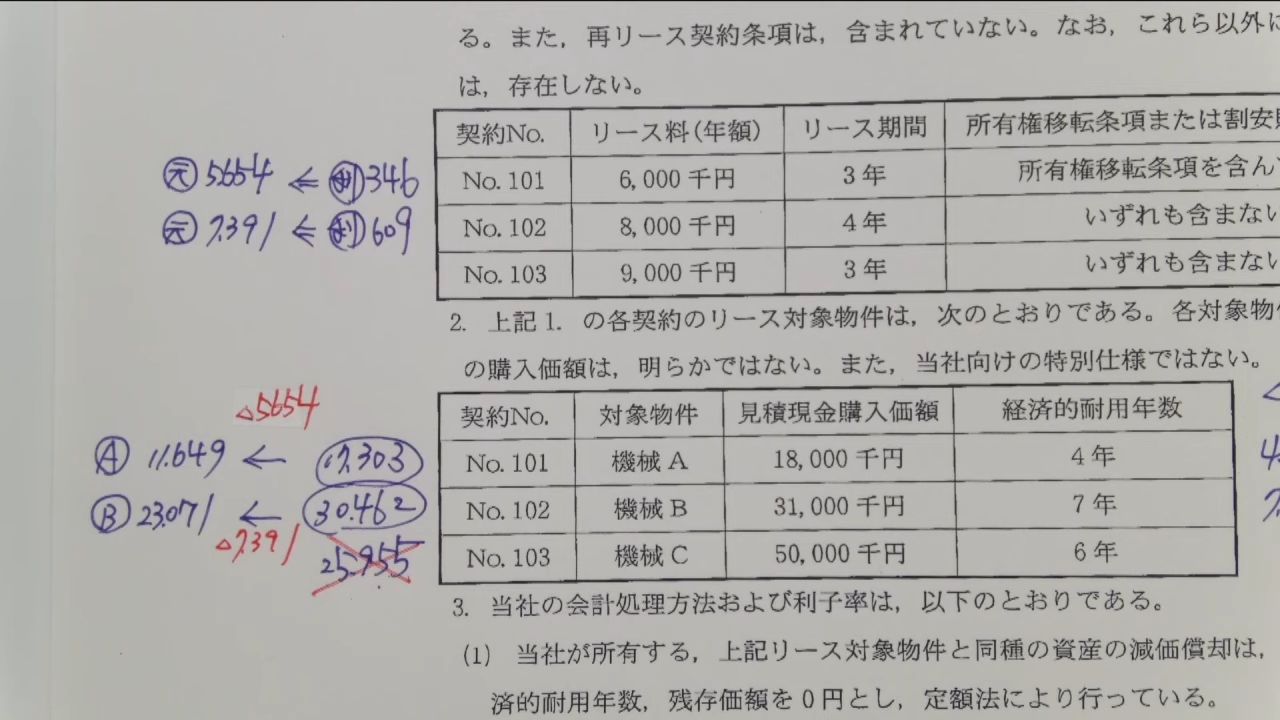 る。また，再リース契約条項は，含まれていない。なお，これら以外に
は，存在しない。
契約No. リース料(年額) リース期間 所有権移転条項または割安
No. 101 6,000 千円 3 年 所有権移転条項を含ん
No. 102 8,000 千円 4 年 いずれも含まない
No. 103 9,000 千円 3 年 いずれも含まない
元 5.654 ⇐ 利 346
元 7.391 ⇐ 利 609
2. 上記 1. の各契約のリース対象物件は，次のとおりである。各対象物
の購入価額は，明らかではない。また，当社向けの特別仕様ではない。
契約No. 対象物件 見積現金購入価額 経済的耐用年数
No. 101 機械 A 18,000 千円 4 年
No. 102 機械 B 31,000 千円 7 年
No. 103 機械 C 50,000 千円 6 年
△5654
A 11.649 ← 17.303
B 23.071 ← 30.462
△7.391
25.955
3. 当社の会計処理方法および利子率は，以下のとおりである。
(1) 当社が所有する，上記リース対象物件と同種の資産の減価償却は，
済的耐用年数，残存価額を 0 円とし，定額法により行っている。